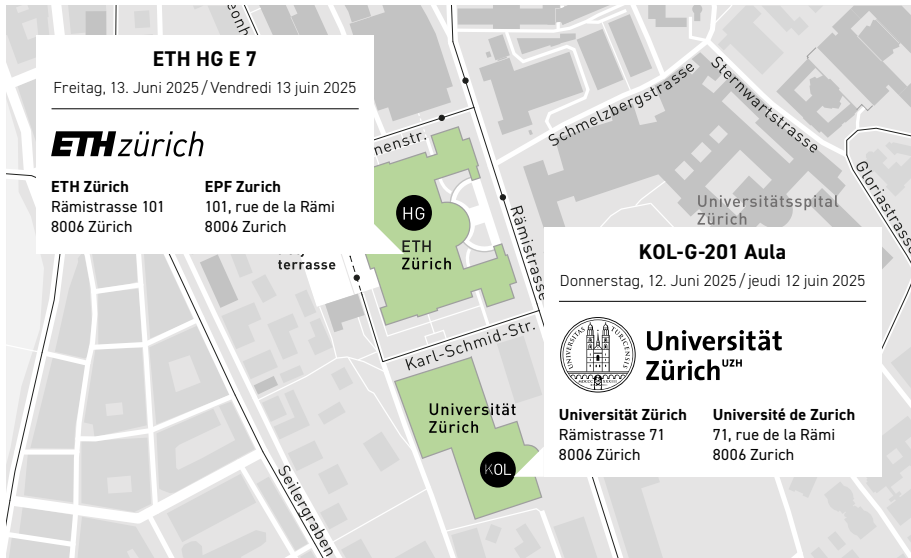 ETH HG E 7
Freitag, 13. Juni 2025 / Vendredi 13 juin 2025
ETH zürich
ETH Zürich
Rämistrasse 101
8006 Zürich
EPF Zurich
101, rue de la Rämi
8006 Zurich
nenstr.
HG
ETH
Zürich
terrasse
Rämistrasse
Schmelzbergstrasse
Sternwartstrasse
Gloriastrasse
Universitätsspital
Zürich
KOL-G-201 Aula
Donnerstag, 12. Juni 2025 / jeudi 12 juin 2025
UNIVERSITAS TURICENSIS
Universität
Zürich UZH
Universität Zürich
Rämistrasse 71
8006 Zürich
Université de Zurich
71, rue de la Rämi
8006 Zurich
Karl-Schmid-Str.
Universität
Zürich
KOL
Seilergraben